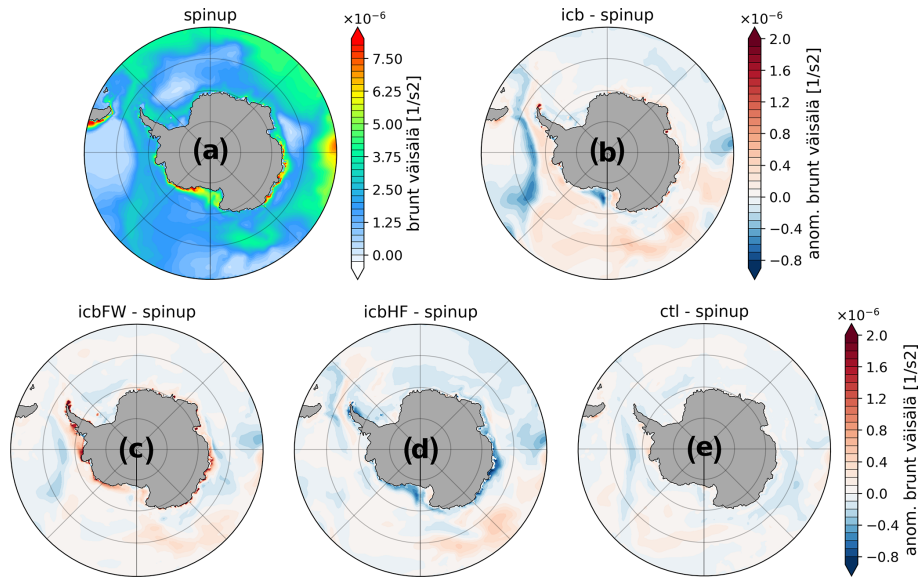 spinup
×10⁻⁶
7.50
6.25
5.00
3.75
2.50
1.25
0.00
brunt väisälä [1/s2]
(a)
icb - spinup
×10⁻⁶
2.0
1.6
1.2
0.8
0.4
0.0
−0.4
−0.8
anom. brunt väisälä [1/s2]
(b)
icbFW - spinup
(c)
icbHF - spinup
(d)
ctl - spinup
(e)
×10⁻⁶
2.0
1.6
1.2
0.8
0.4
0.0
−0.4
−0.8
anom. brunt väisälä [1/s2]